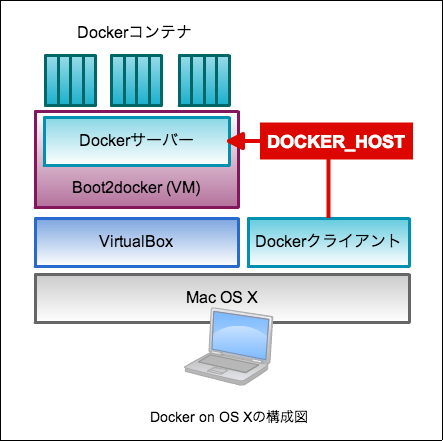 Dockerコンテナ
Dockerサーバー
DOCKER_HOST
Boot2docker (VM)
VirtualBox
Dockerクライアント
Mac OS X
Docker on OS Xの構成図